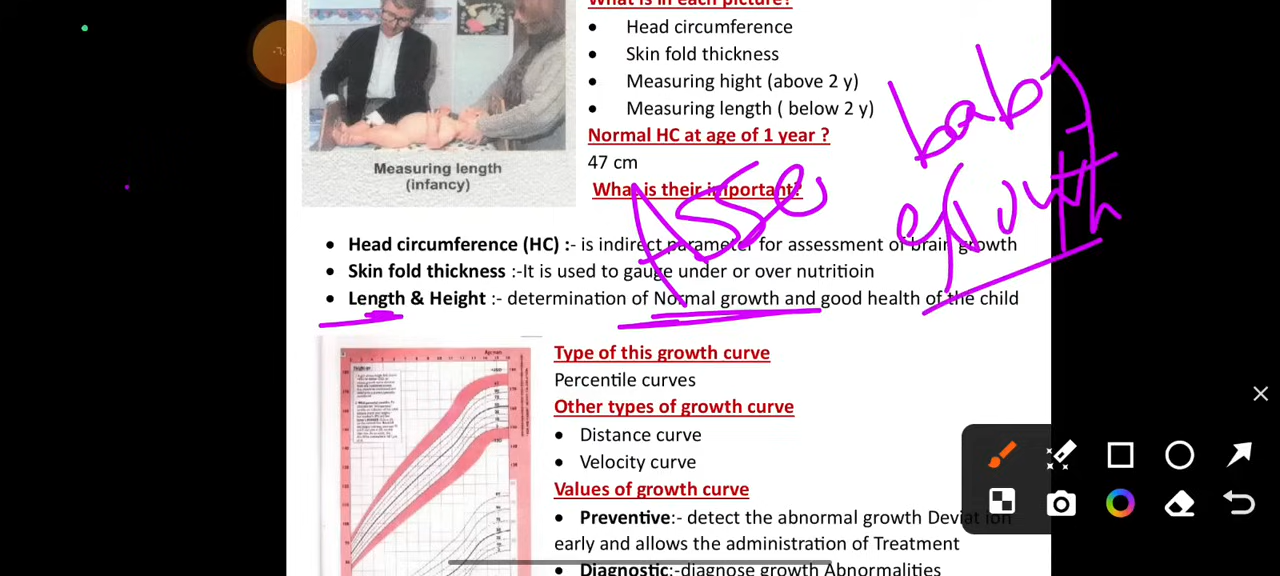 What is in each picture?
• Head circumference
• Skin fold thickness
• Measuring hight (above 2 y)
• Measuring length ( below 2 y)
Normal HC at age of 1 year ?
47 cm
What is their important?
Measuring length
(infancy)
baby
growth
Asse
• Head circumference (HC) :- is indirect parameter for assessment of brain growth
• Skin fold thickness :-It is used to gauge under or over nutritioin
• Length & Height :- determination of Normal growth and good health of the child
Type of this growth curve
Percentile curves
Other types of growth curve
• Distance curve
• Velocity curve
Values of growth curve
• Preventive:- detect the abnormal growth Deviat ion
early and allows the administration of Treatment
• Diagnostic:-diagnose growth Abnormalities